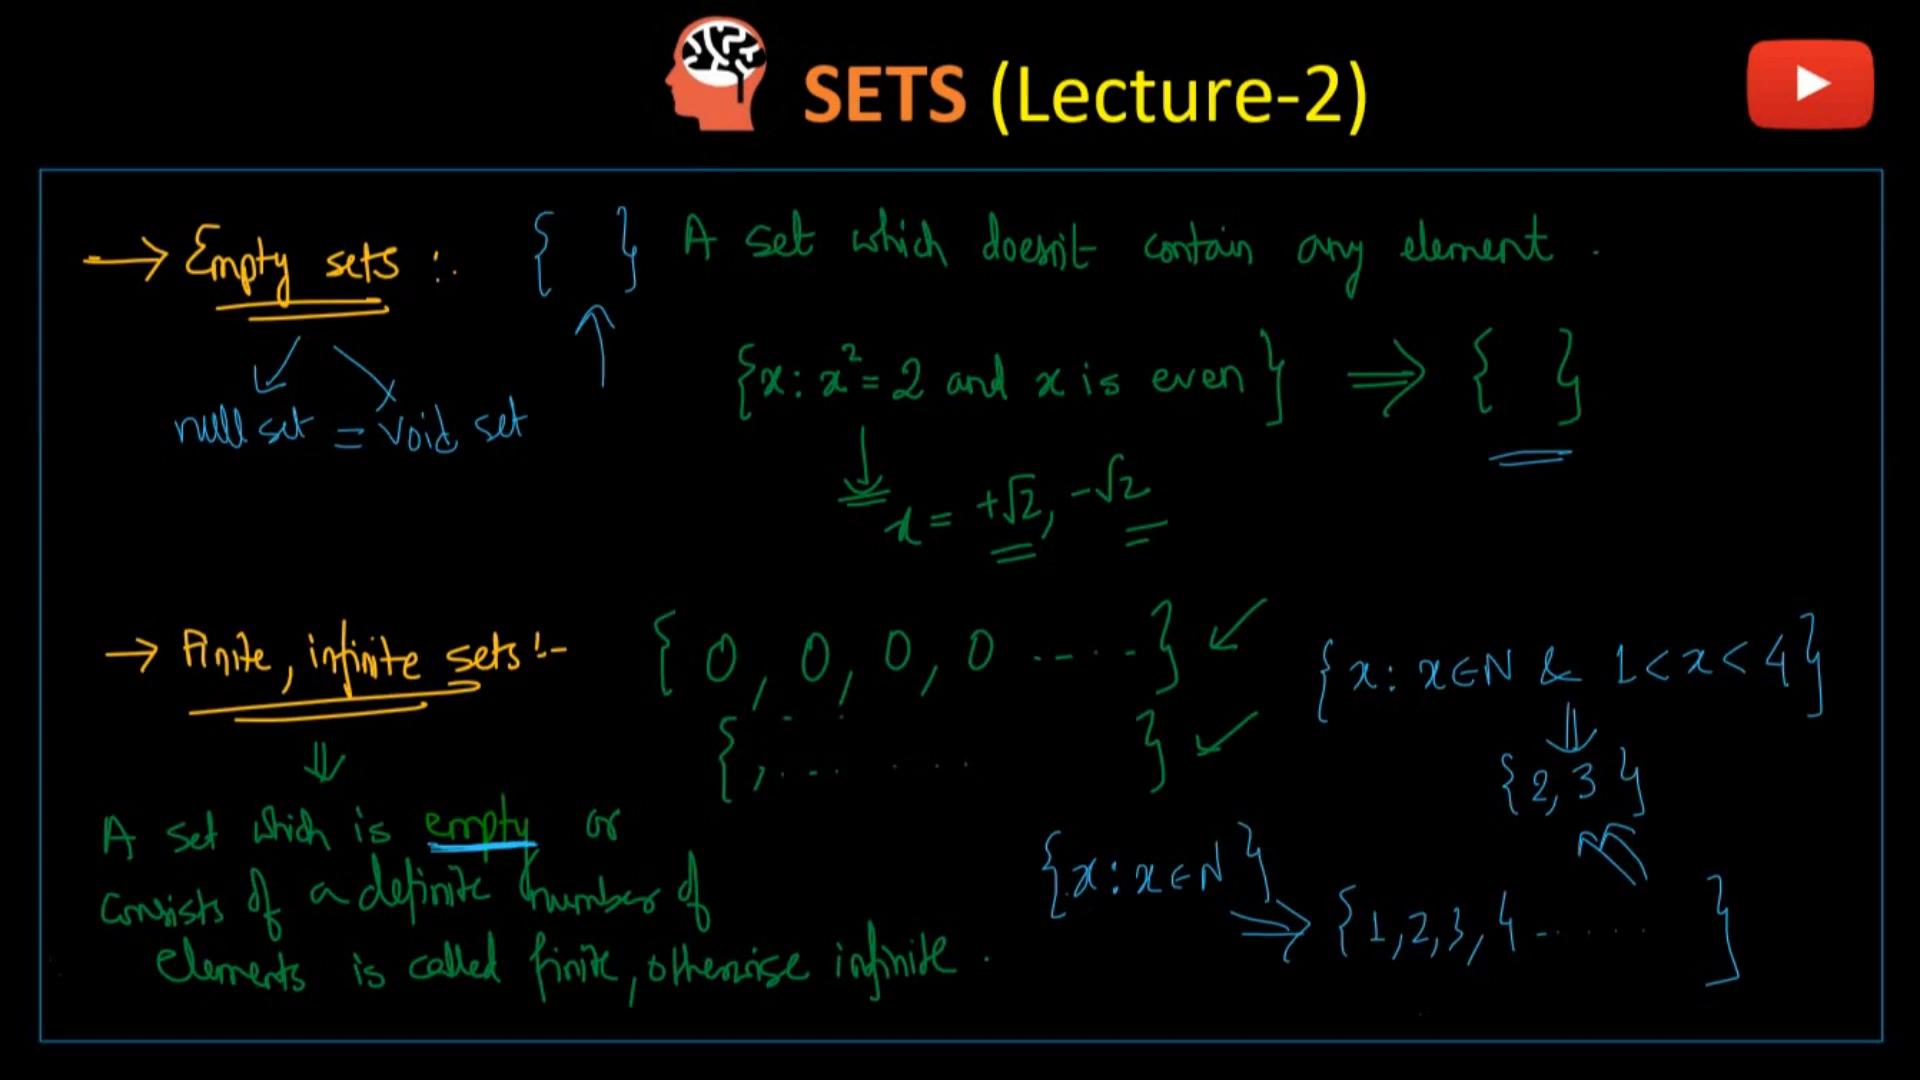 SETS (Lecture-2)
→ Empty sets :. { } A set which doesn't contain any element .
null set = void set
{x : x² = 2 and x is even} ⇒ { }
x = +√2, -√2
→ Finite, infinite sets :-
{ 0, 0, 0, 0 ..... }
{, ........ }
{x : x ∈ N & 1 < x < 4}
{2, 3}
A set which is empty or
consists of a definite number of
elements is called finite, otherwise infinite .
{x : x ∈ N}
⇒ {1, 2, 3, 4 ...... }